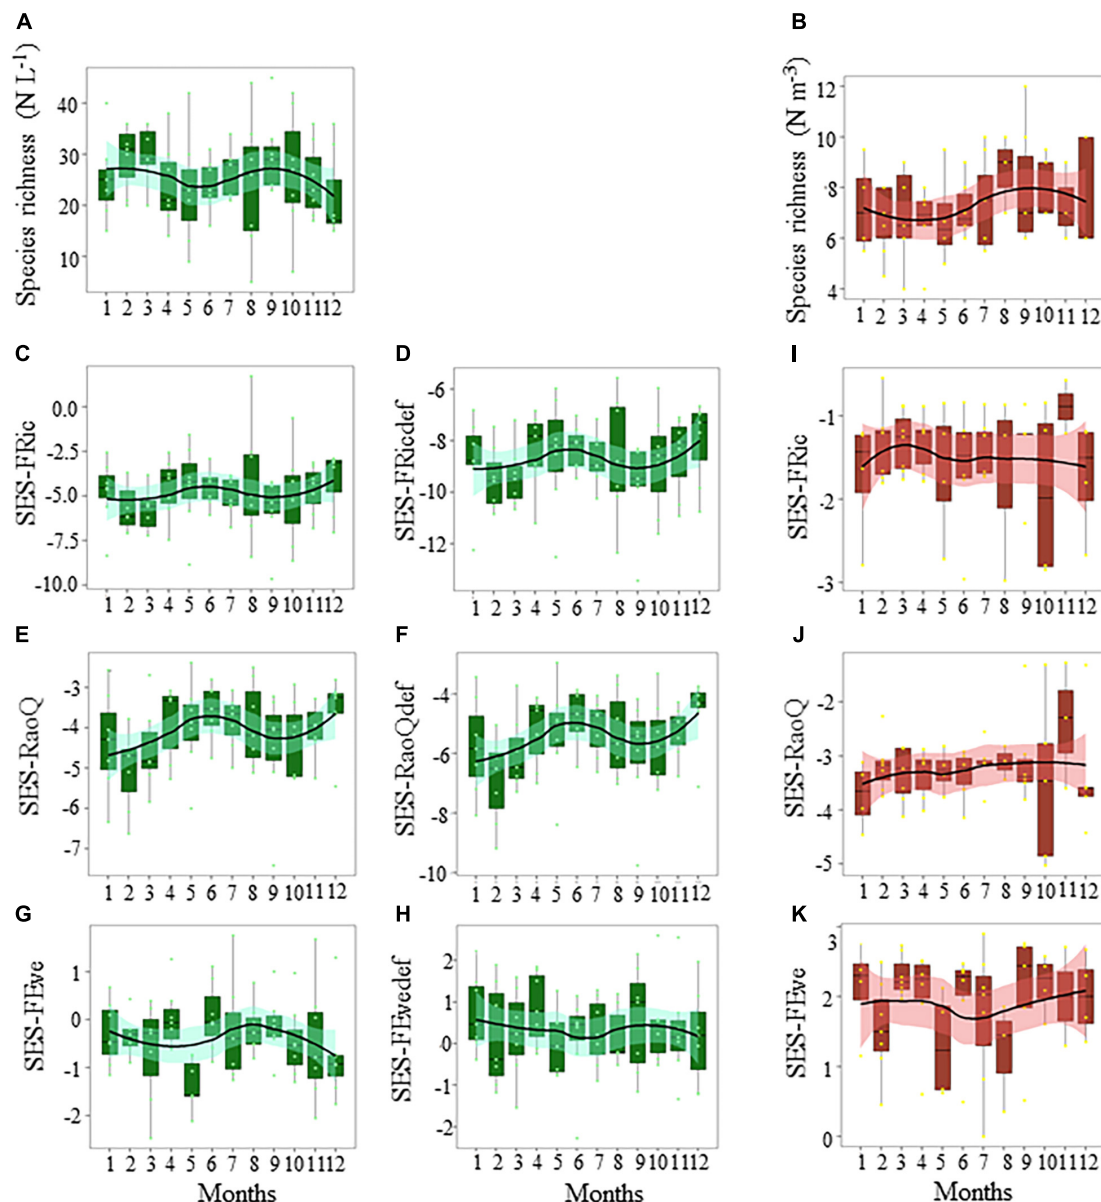 A
B
Species richness (N L-1)
40
30
20
10
1 2 3 4 5 6 7 8 9 10 11 12
Species richness (N m-3)
12
10
8
6
4
1 2 3 4 5 6 7 8 9 10 11 12
C
D
I
SES-FRic
0.0
-2.5
-5.0
-7.5
-10.0
1 2 3 4 5 6 7 8 9 10 11 12
SES-FRicdef
-6
-8
-10
-12
1 2 3 4 5 6 7 8 9 10 11 12
SES-FRic
-1
-2
-3
1 2 3 4 5 6 7 8 9 10 11 12
E
F
J
SES-RaoQ
-3
-4
-5
-6
-7
1 2 3 4 5 6 7 8 9 10 11 12
SES-RaoQdef
-4
-6
-8
-10
1 2 3 4 5 6 7 8 9 10 11 12
SES-RaoQ
-2
-3
-4
-5
1 2 3 4 5 6 7 8 9 10 11 12
G
H
K
SES-FEve
1
0
-1
-2
1 2 3 4 5 6 7 8 9 10 11 12
Months
SES-FEvedef
2
1
0
-1
-2
1 2 3 4 5 6 7 8 9 10 11 12
Months
SES-FEve
3
2
1
0
1 2 3 4 5 6 7 8 9 10 11 12
Months